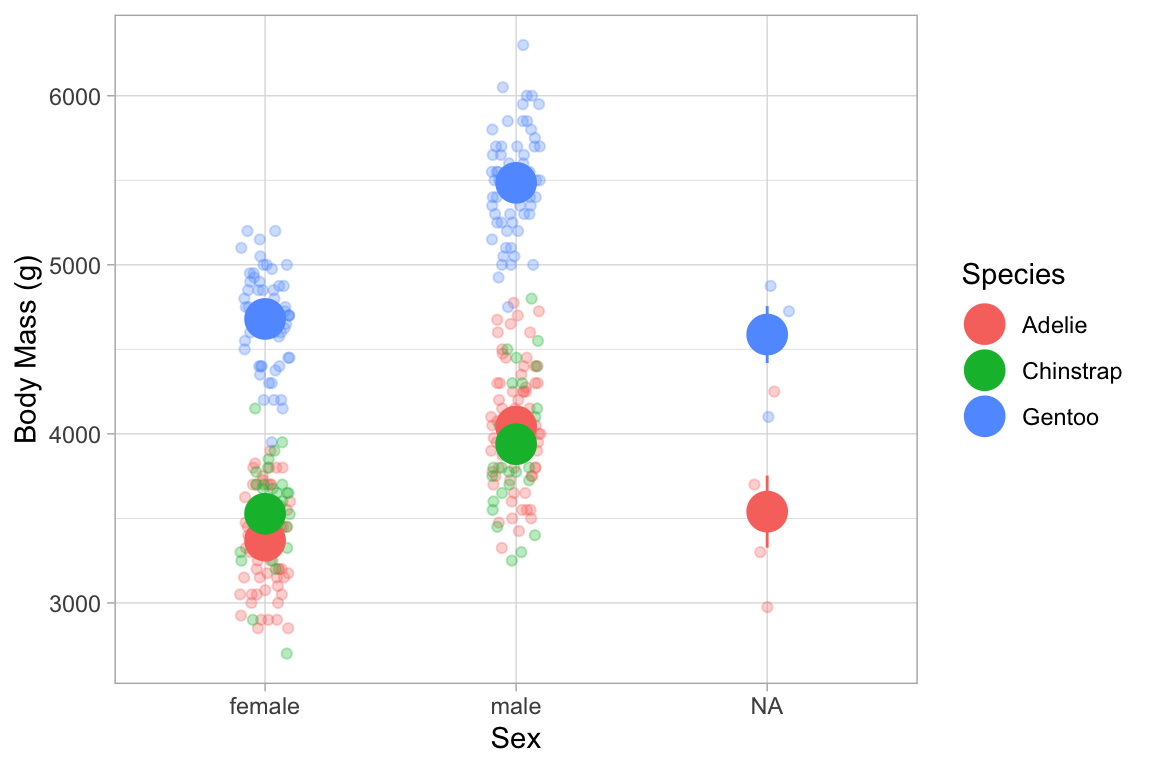 6000
5000
4000
3000
Body Mass (g)
female
male
NA
Sex
Species
Adelie
Chinstrap
Gentoo